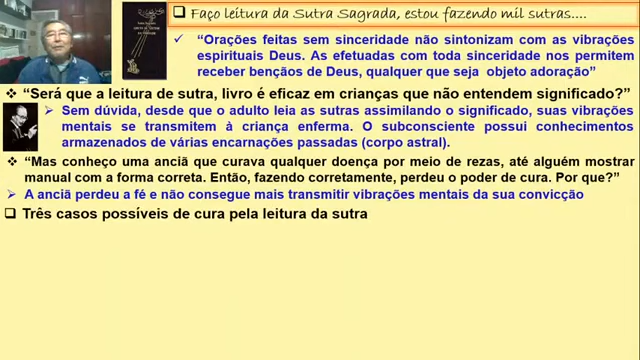 Faço leitura da Sutra Sagrada, estou fazendo mil sutras....
“Orações feitas sem sinceridade não sintonizam com as vibrações
espirituais Deus. As efetuadas com toda sinceridade nos permitem
receber bençãos de Deus, qualquer que seja objeto adoração”
“Será que a leitura de sutra, livro é eficaz em crianças que não entendem significado?”
Sem dúvida, desde que o adulto leia as sutras assimilando o significado, suas vibrações
mentais se transmitem à criança enferma. O subconsciente possui conhecimentos
armazenados de várias encarnações passadas (corpo astral).
“Mas conheço uma anciã que curava qualquer doença por meio de rezas, até alguém mostrar
manual com a forma correta. Então, fazendo corretamente, perdeu o poder de cura. Por que?”
A anciã perdeu a fé e não consegue mais transmitir vibrações mentais da sua convicção
Três casos possíveis de cura pela leitura da sutra